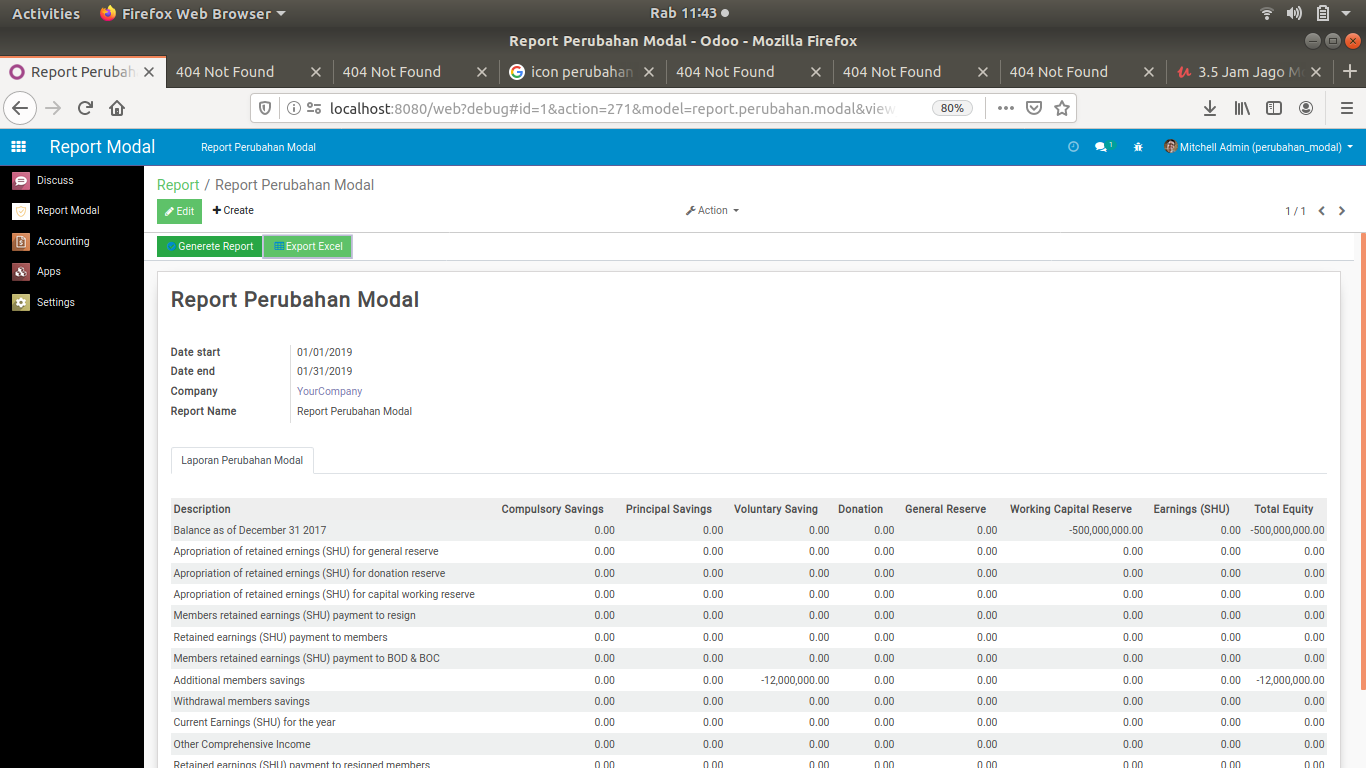 Activities Firefox Web Browser Rab 11:43
Report Perubahan Modal - Odoo - Mozilla Firefox
Report Perubah 404 Not Found 404 Not Found icon perubahan 404 Not Found 404 Not Found 404 Not Found 3.5 Jam Jago M
localhost:8080/web?debug#id=1&action=271&model=report.perubahan.modal&view 80%
Report Modal Report Perubahan Modal 1 Mitchell Admin (perubahan_modal)
Discuss
Report Modal
Accounting
Apps
Settings
Report / Report Perubahan Modal
Edit Create Action 1 / 1
Generete Report Export Excel
Report Perubahan Modal
Date start 01/01/2019
Date end 01/31/2019
Company YourCompany
Report Name Report Perubahan Modal
Laporan Perubahan Modal
Description Compulsory Savings Principal Savings Voluntary Saving Donation General Reserve Working Capital Reserve Earnings (SHU) Total Equity
Balance as of December 31 2017 0.00 0.00 0.00 0.00 0.00 -500,000,000.00 0.00 -500,000,000.00
Apropriation of retained ernings (SHU) for general reserve 0.00 0.00 0.00 0.00 0.00 0.00 0.00 0.00
Apropriation of retained ernings (SHU) for donation reserve 0.00 0.00 0.00 0.00 0.00 0.00 0.00 0.00
Apropriation of retained ernings (SHU) for capital working reserve 0.00 0.00 0.00 0.00 0.00 0.00 0.00 0.00
Members retained earnings (SHU) payment to resign 0.00 0.00 0.00 0.00 0.00 0.00 0.00 0.00
Retained earnings (SHU) payment to members 0.00 0.00 0.00 0.00 0.00 0.00 0.00 0.00
Members retained earnings (SHU) payment to BOD & BOC 0.00 0.00 0.00 0.00 0.00 0.00 0.00 0.00
Additional members savings 0.00 0.00 -12,000,000.00 0.00 0.00 0.00 0.00 -12,000,000.00
Withdrawal members savings 0.00 0.00 0.00 0.00 0.00 0.00 0.00 0.00
Current Earnings (SHU) for the year 0.00 0.00 0.00 0.00 0.00 0.00 0.00 0.00
Other Comprehensive Income 0.00 0.00 0.00 0.00 0.00 0.00 0.00 0.00
Retained earnings (SHU) payment to resigned members 0.00 0.00 0.00 0.00 0.00 0.00 0.00 0.00